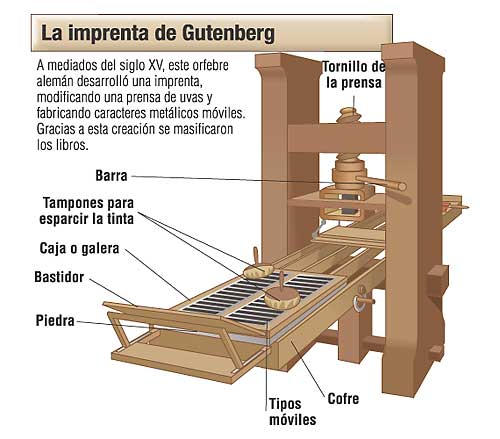 La imprenta de Gutenberg
A mediados del siglo XV, este orfebre
alemán desarrolló una imprenta,
modificando una prensa de uvas y
fabricando caracteres metálicos móviles.
Gracias a esta creación se masificaron
los libros.
Tornillo de
la prensa
Barra
Tampones para
esparcir la tinta
Caja o galera
Bastidor
Piedra
Cofre
Tipos
móviles